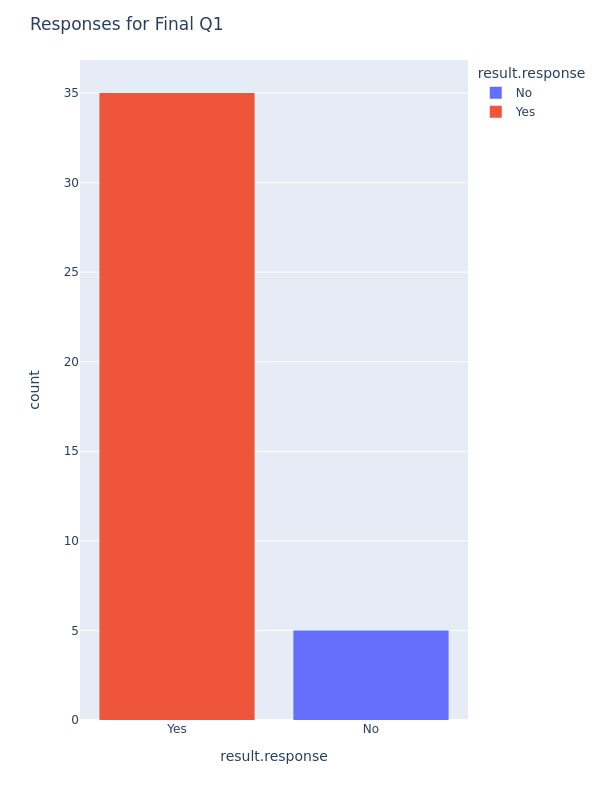 Responses for Final Q1
result.response
No
Yes
35
30
25
20
15
10
5
0
count
Yes
No
result.response